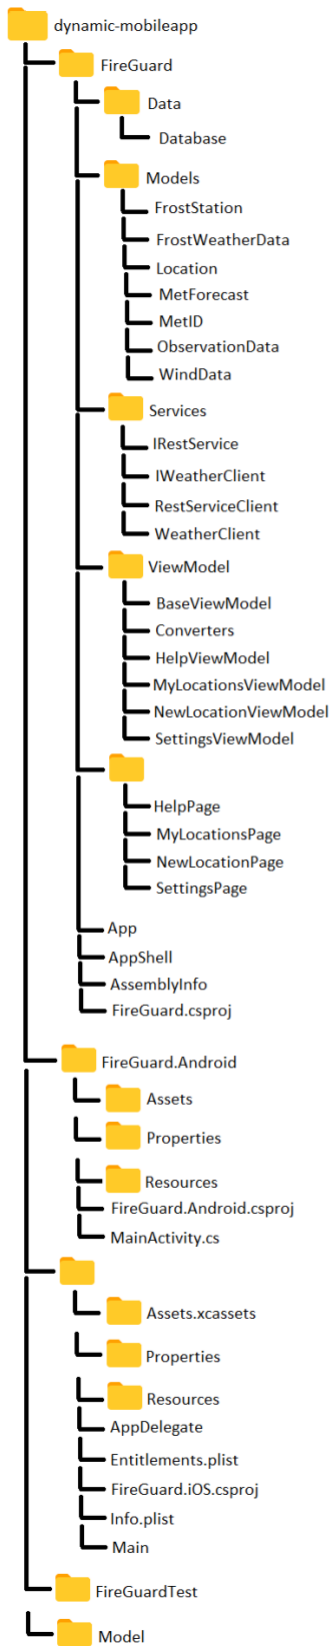 dynamic-mobileapp
FireGuard
Data
Database
Models
FrostStation
FrostWeatherData
Location
MetForecast
MetID
ObservationData
WindData
Services
IRestService
IWeatherClient
RestServiceClient
WeatherClient
ViewModel
BaseViewModel
Converters
HelpViewModel
MyLocationsViewModel
NewLocationViewModel
SettingsViewModel
HelpPage
MyLocationsPage
NewLocationPage
SettingsPage
App
AppShell
AssemblyInfo
FireGuard.csproj
FireGuard.Android
Assets
Properties
Resources
FireGuard.Android.csproj
MainActivity.cs
Assets.xcassets
Properties
Resources
AppDelegate
Entitlements.plist
FireGuard.iOS.csproj
Info.plist
Main
FireGuardTest
Model